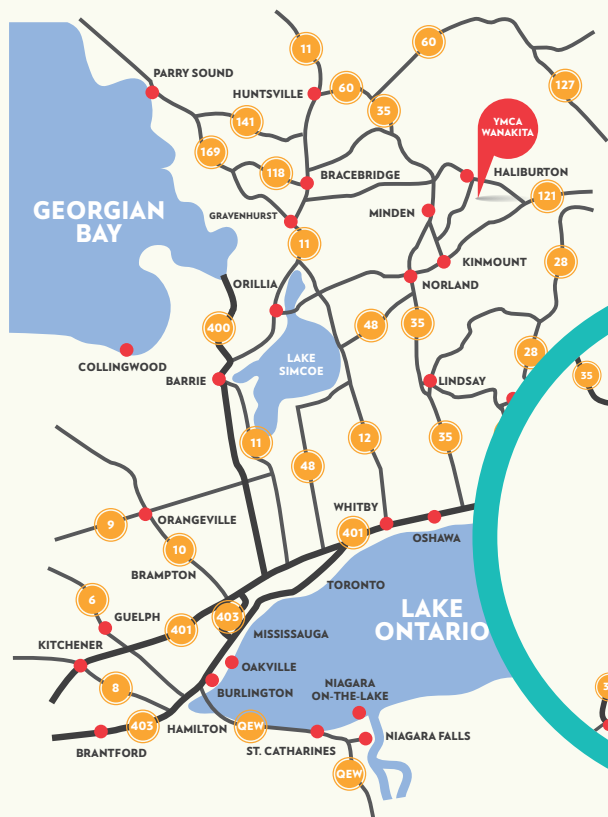 11
60
PARRY SOUND
127
HUNTSVILLE
60
35
141
YMCA
WANAKITA
169
118
BRACEBRIDGE
HALIBURTON
121
GEORGIAN
BAY
GRAVENHURST
MINDEN
11
KINMOUNT
28
ORILLIA
NORLAND
400
48
35
28
LAKE
SIMCOE
COLLINGWOOD
BARRIE
LINDSAY
35
11
12
35
48
WHITBY
9
ORANGEVILLE
401
OSHAWA
10
BRAMPTON
TORONTO
6
LAKE
ONTARIO
GUELPH
403
401
MISSISSAUGA
KITCHENER
OAKVILLE
8
BURLINGTON
NIAGARA
ON-THE-LAKE
403
HAMILTON
QEW
BRANTFORD
ST. CATHARINES
NIAGARA FALLS
QEW